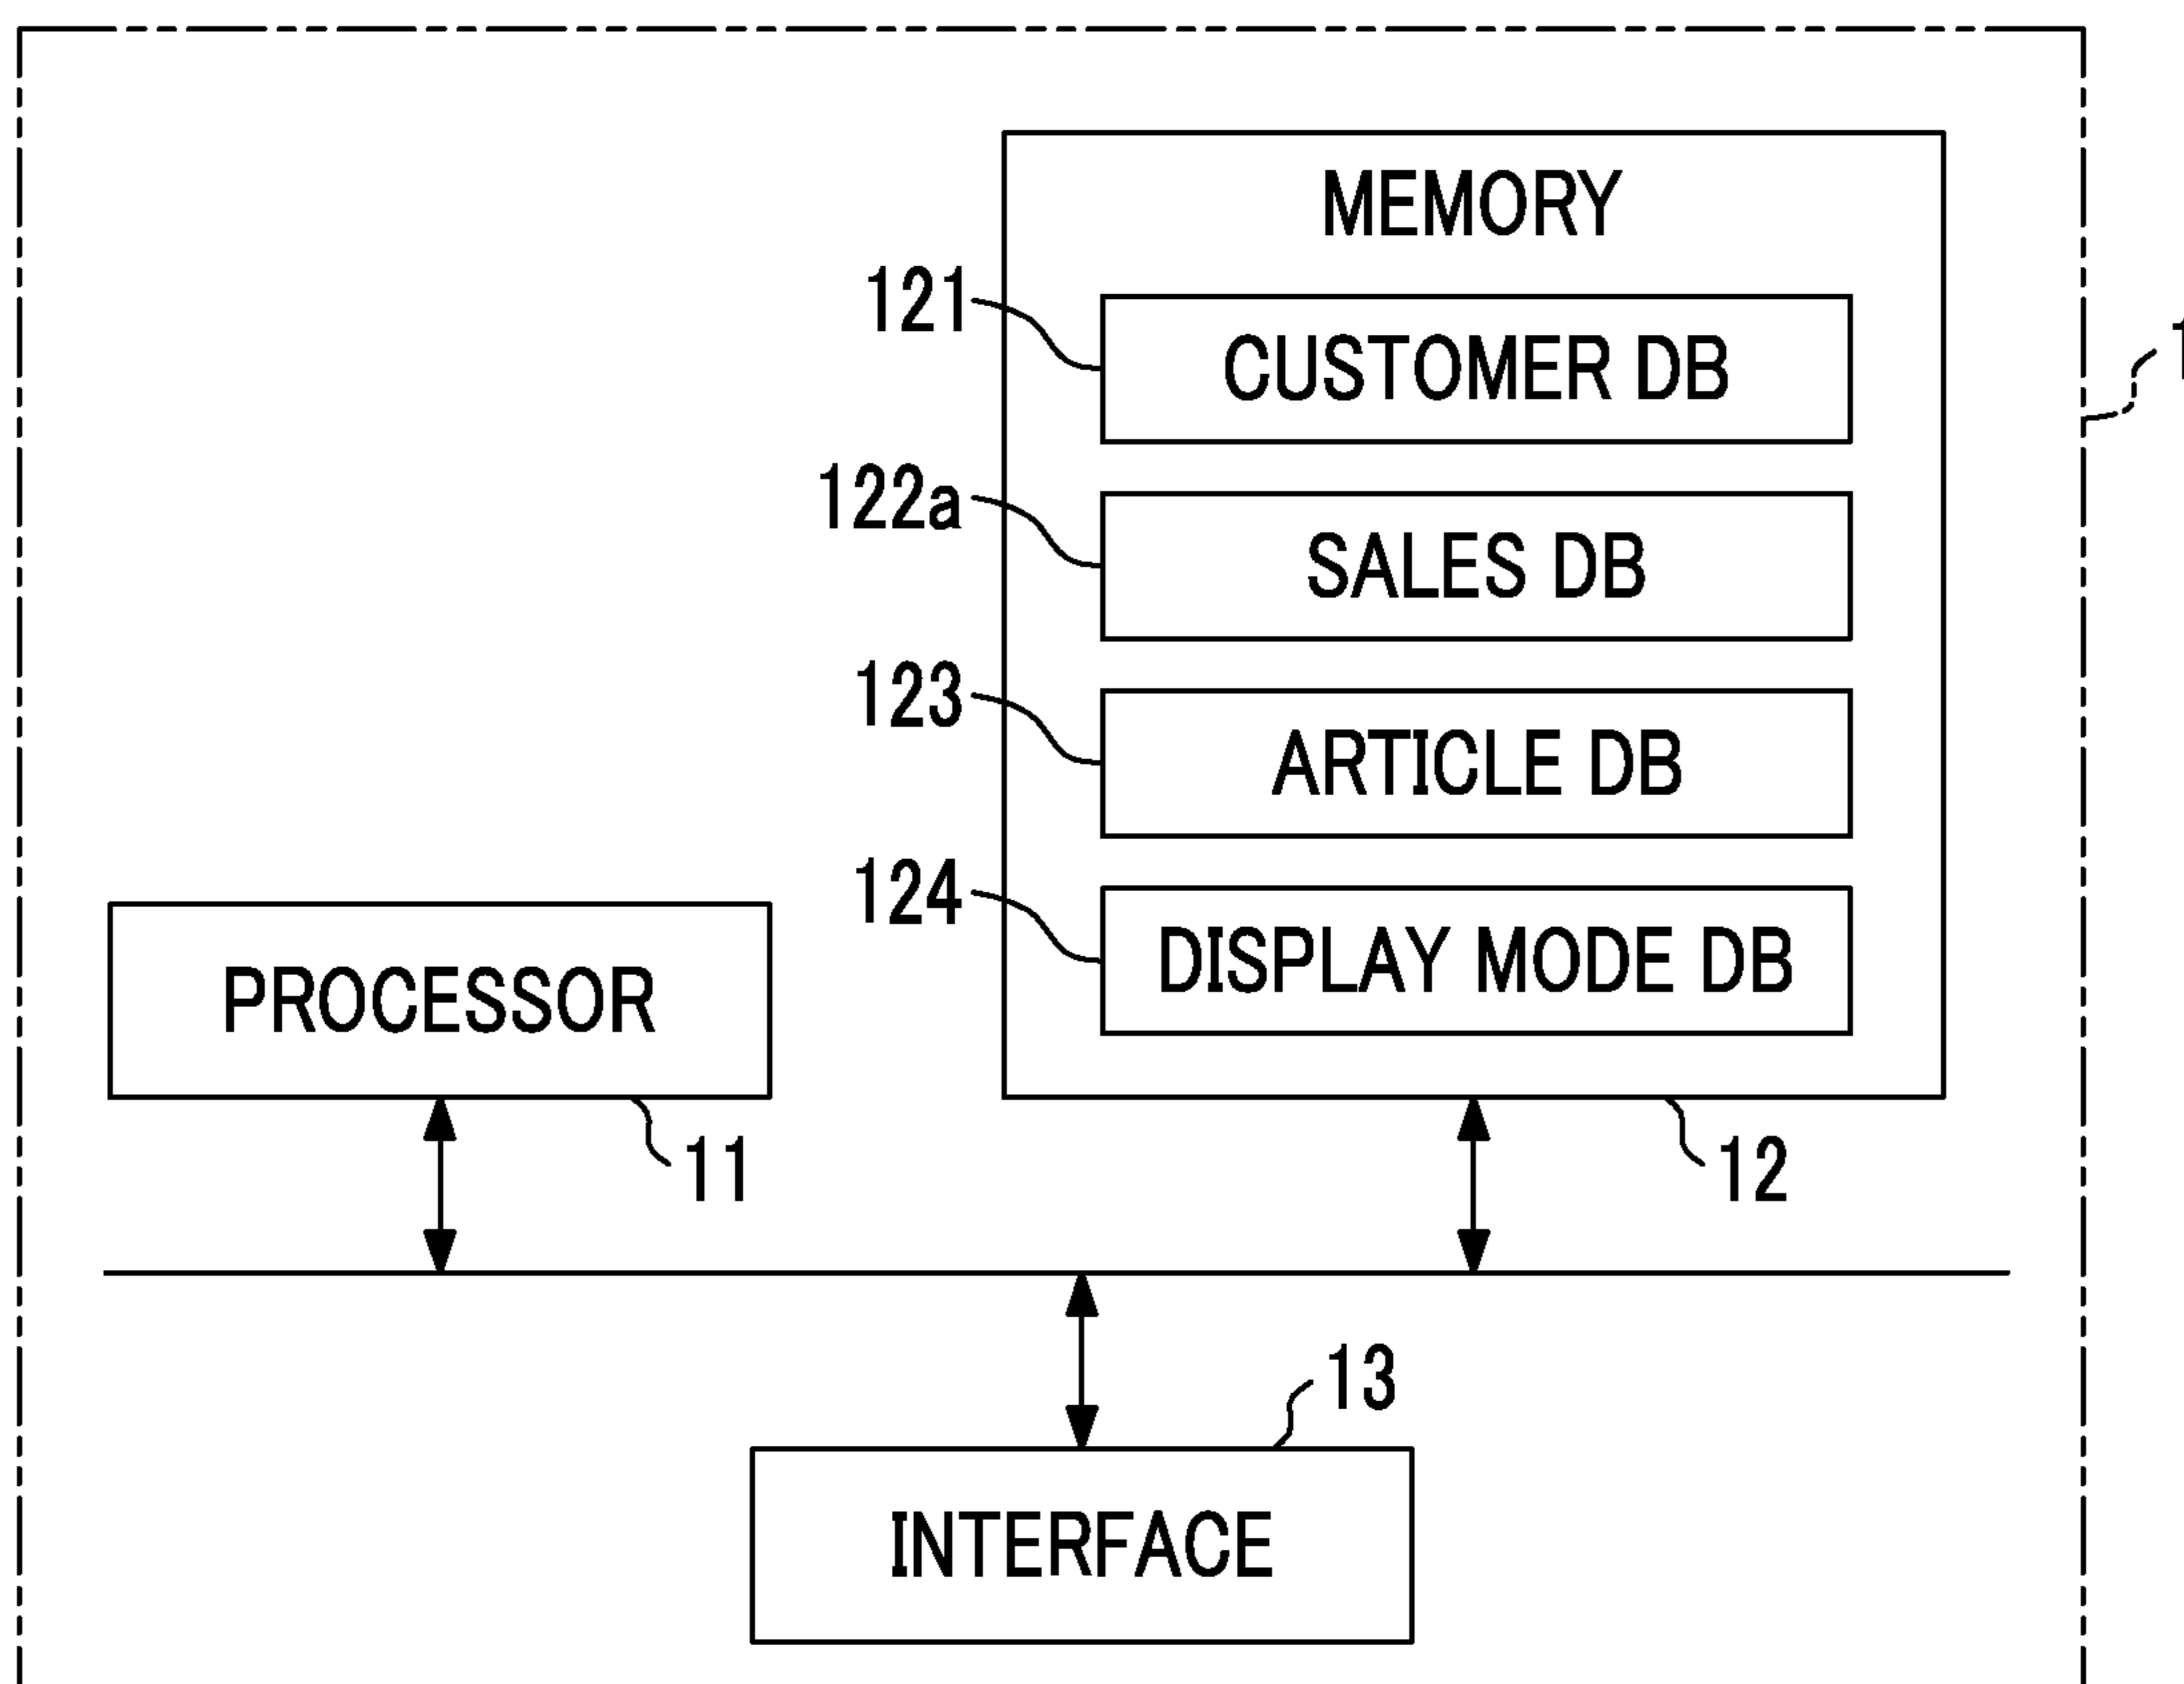 MEMORY
121
CUSTOMER DB
122a
SALES DB
123
ARTICLE DB
124
DISPLAY MODE DB
PROCESSOR
11
12
13
INTERFACE